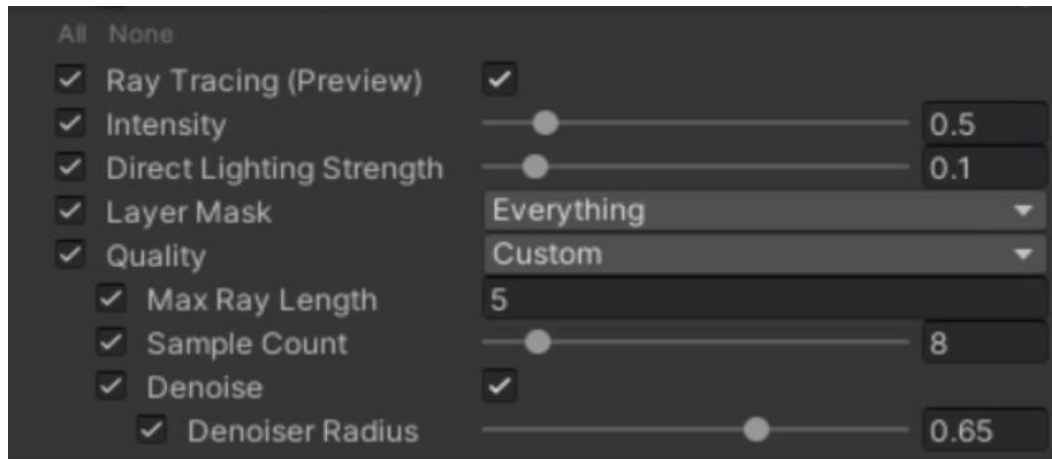 All None
Ray Tracing (Preview)
Intensity 0.5
Direct Lighting Strength 0.1
Layer Mask Everything
Quality Custom
Max Ray Length 5
Sample Count 8
Denoise
Denoiser Radius 0.65